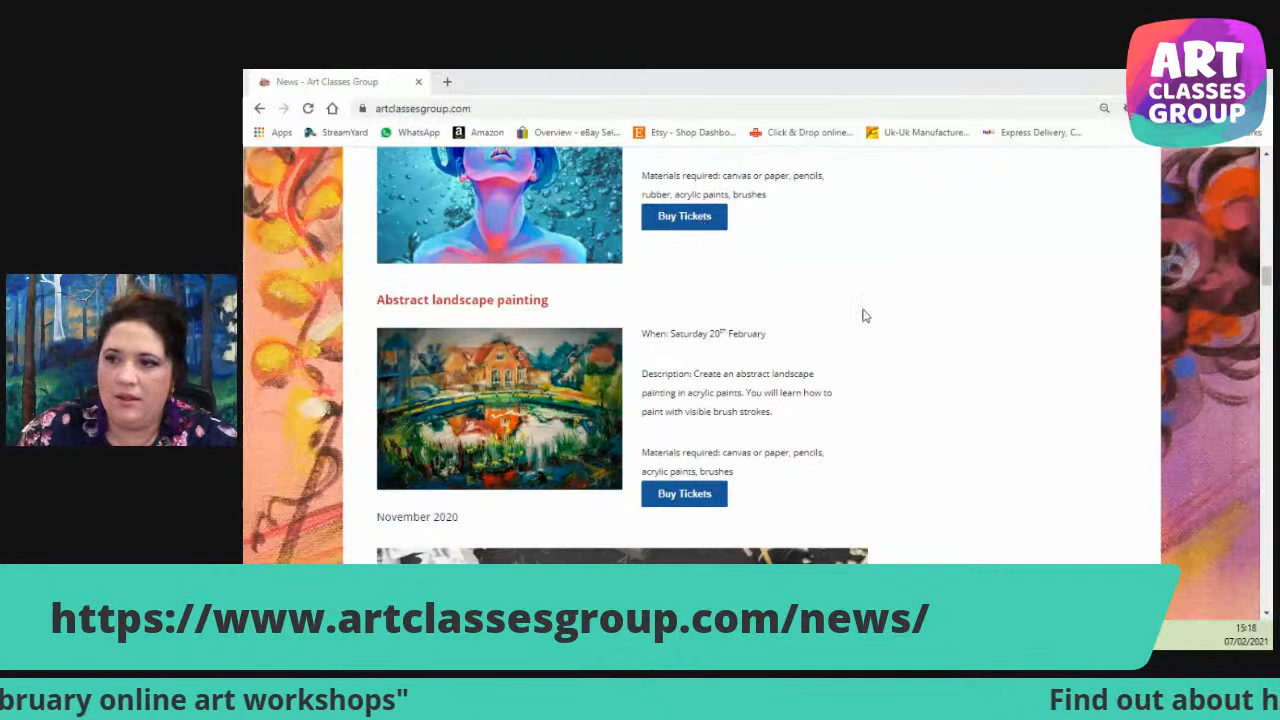 ART
CLASSES
GROUP
News - Art Classes Group
artclassesgroup.com
Apps
StreamYard
WhatsApp
Amazon
Overview - eBay Sel...
Etsy - Shop Dashbo...
Click & Drop online...
Uk-Uk Manufacture...
Express Delivery, C...
Materials required: canvas or paper, pencils,
rubber, acrylic paints, brushes
Buy Tickets
Abstract landscape painting
When: Saturday 20th February
Description: Create an abstract landscape
painting in acrylic paints. You will learn how to
paint with visible brush strokes.
Materials required: canvas or paper, pencils,
acrylic paints, brushes
Buy Tickets
November 2020
https://www.artclassesgroup.com/news/
15:18
07/02/2021
bruary online art workshops"
Find out about h